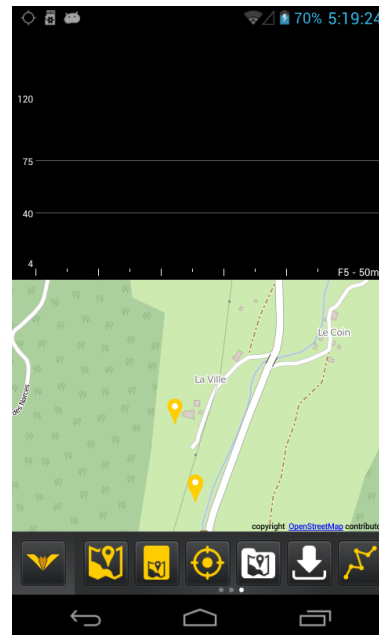 70% 5:19:24
120
75
40
4
F5 - 50m
Le Coin
La Ville
des Narces
copyright OpenStreetMap contributo